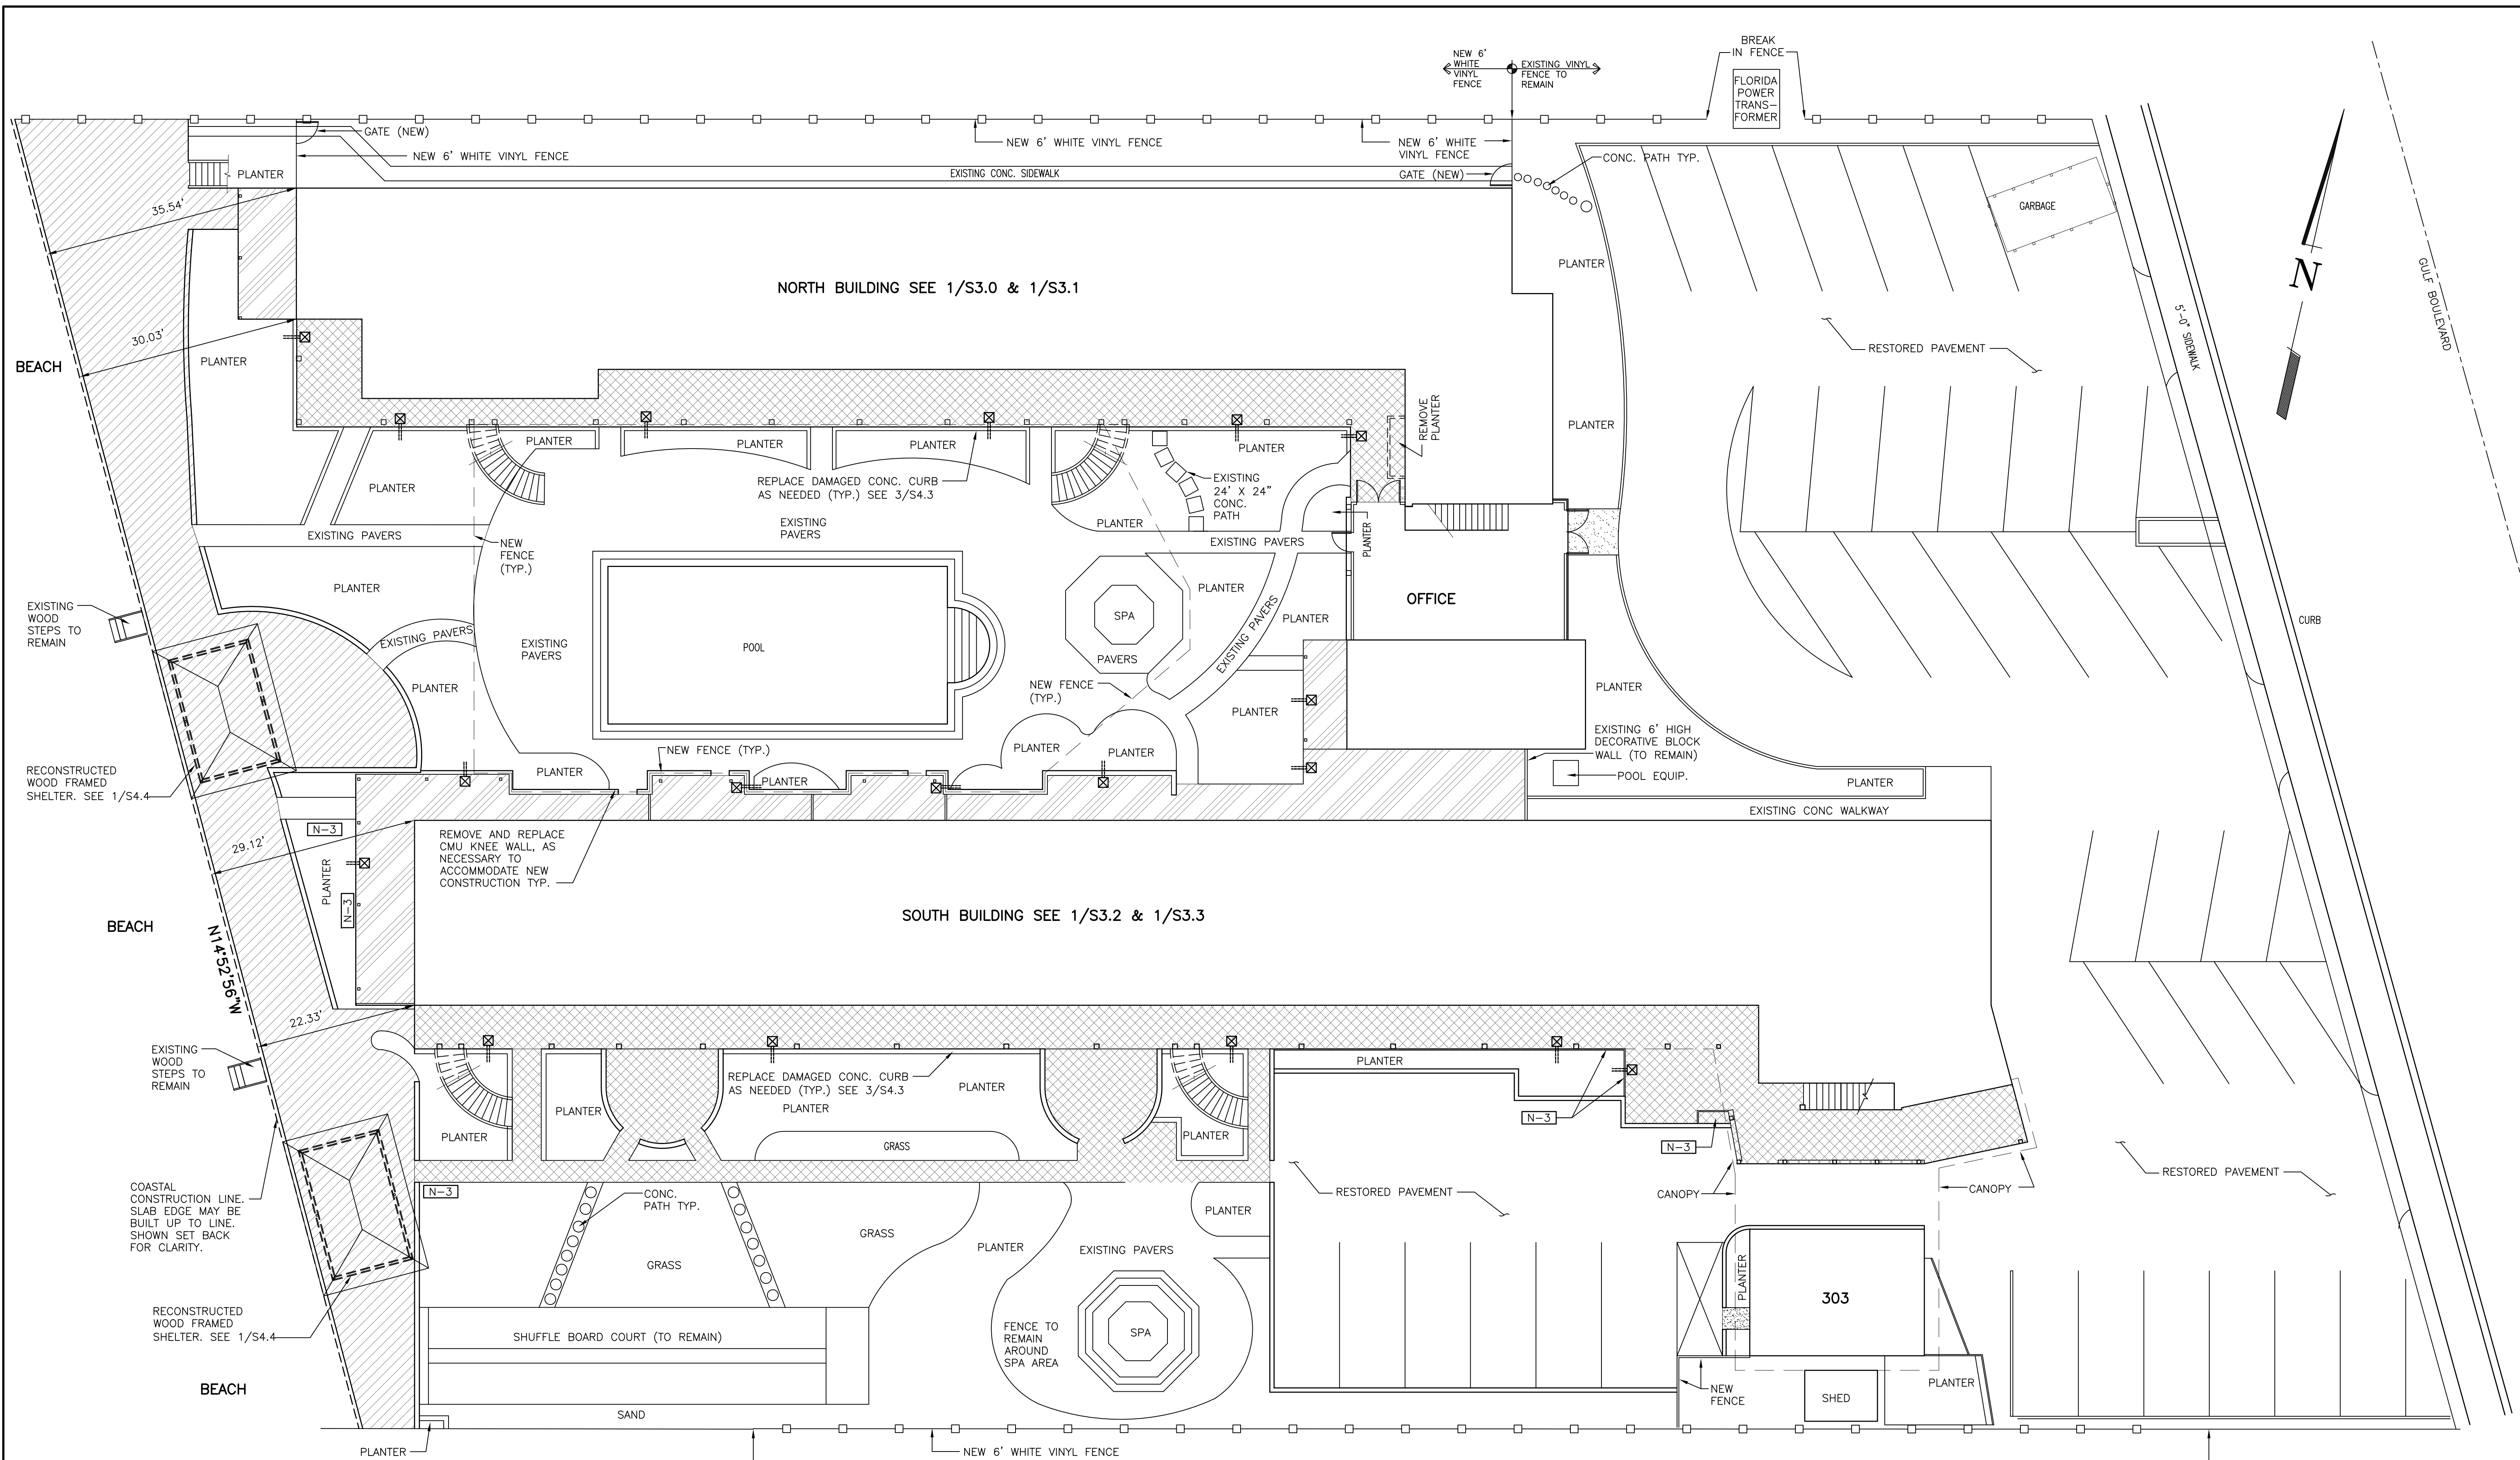 BREAK
IN FENCE
NEW 6'
WHITE
VINYL
FENCE
EXISTING VINYL
FENCE TO
REMAIN
FLORIDA
POWER
TRANS-
FORMER
GATE (NEW)
NEW 6' WHITE VINYL FENCE
NEW 6' WHITE VINYL FENCE
NEW 6' WHITE
VINYL FENCE
CONC. PATH TYP.
PLANTER
EXISTING CONC. SIDEWALK
GATE (NEW)
35.54'
GARBAGE
PLANTER
N
GULF BOULEVARD
NORTH BUILDING SEE 1/S3.0 & 1/S3.1
5'-0" SIDEWALK
30.03'
BEACH
PLANTER
RESTORED PAVEMENT
REMOVE
PLANTER
PLANTER
PLANTER
PLANTER
PLANTER
PLANTER
PLANTER
REPLACE DAMAGED CONC. CURB
AS NEEDED (TYP.) SEE 3/S4.3
EXISTING
24' X 24"
CONC.
PATH
EXISTING
PAVERS
PLANTER
EXISTING PAVERS
EXISTING PAVERS
PLANTER
NEW
FENCE
(TYP.)
PLANTER
PLANTER
EXISTING
WOOD
STEPS TO
REMAIN
OFFICE
SPA
PLANTER
CURB
EXISTING PAVERS
EXISTING PAVERS
EXISTING
PAVERS
POOL
PAVERS
PLANTER
NEW FENCE
(TYP.)
PLANTER
PLANTER
EXISTING 6' HIGH
DECORATIVE BLOCK
WALL (TO REMAIN)
NEW FENCE (TYP.)
PLANTER
PLANTER
RECONSTRUCTED
WOOD FRAMED
SHELTER. SEE 1/S4.4
PLANTER
PLANTER
POOL EQUIP.
PLANTER
EXISTING CONC WALKWAY
N-3
29.12'
REMOVE AND REPLACE
CMU KNEE WALL, AS
NECESSARY TO
ACCOMMODATE NEW
CONSTRUCTION TYP.
PLANTER
N-3
SOUTH BUILDING SEE 1/S3.2 & 1/S3.3
BEACH
N14°52'56"W
22.33'
EXISTING
WOOD
STEPS TO
REMAIN
PLANTER
REPLACE DAMAGED CONC. CURB
AS NEEDED (TYP.) SEE 3/S4.3
PLANTER
PLANTER
PLANTER
PLANTER
PLANTER
GRASS
N-3
N-3
RESTORED PAVEMENT
COASTAL
CONSTRUCTION LINE.
SLAB EDGE MAY BE
BUILT UP TO LINE.
SHOWN SET BACK
FOR CLARITY.
N-3
CONC.
PATH TYP.
RESTORED PAVEMENT
CANOPY
CANOPY
PLANTER
GRASS
PLANTER
EXISTING PAVERS
GRASS
PLANTER
303
RECONSTRUCTED
WOOD FRAMED
SHELTER. SEE 1/S4.4
SHUFFLE BOARD COURT (TO REMAIN)
FENCE TO
REMAIN
AROUND
SPA AREA
SPA
BEACH
NEW
FENCE
SHED
PLANTER
SAND
PLANTER
NEW 6' WHITE VINYL FENCE